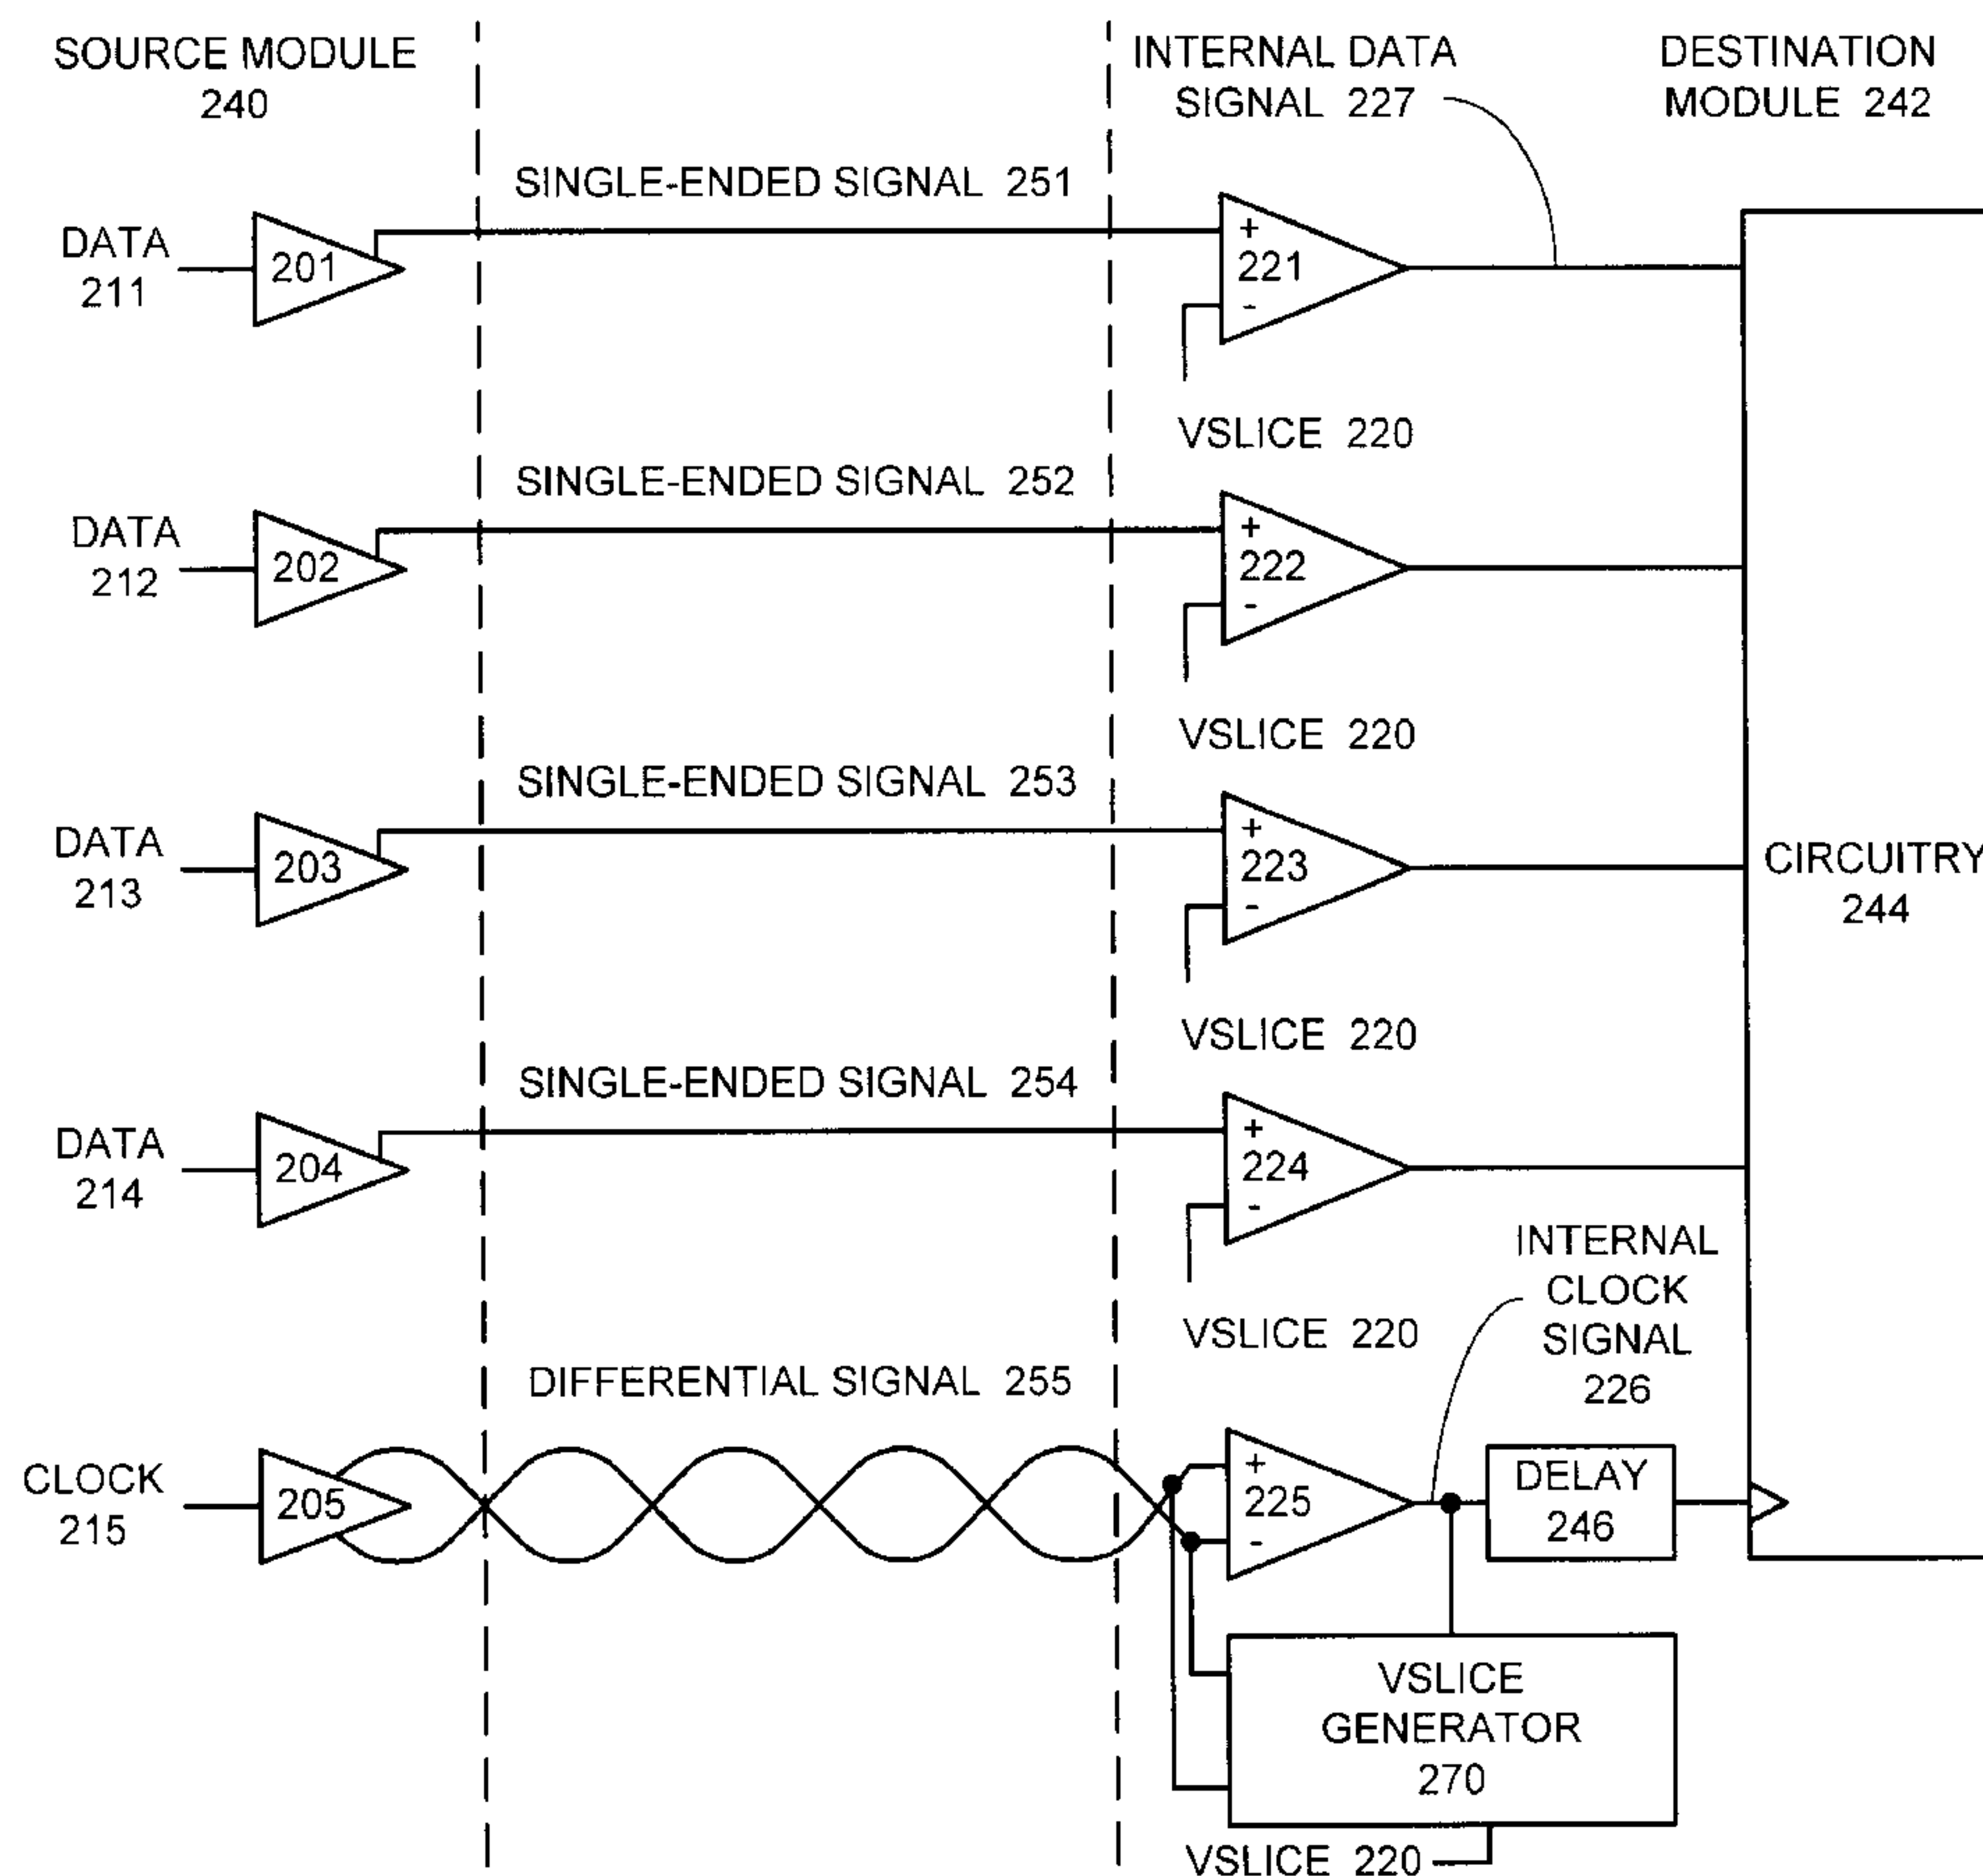 SOURCE MODULE
240
INTERNAL DATA
SIGNAL 227
DESTINATION
MODULE 242
SINGLE-ENDED SIGNAL 251
DATA
211
201
+
221
-
VSLICE 220
SINGLE-ENDED SIGNAL 252
DATA
212
202
+
222
-
VSLICE 220
SINGLE-ENDED SIGNAL 253
DATA
213
203
+
223
-
CIRCUITRY
244
VSLICE 220
SINGLE-ENDED SIGNAL 254
DATA
214
204
+
224
-
VSLICE 220
INTERNAL
CLOCK
SIGNAL
226
DIFFERENTIAL SIGNAL 255
CLOCK
215
205
+
225
-
DELAY
246
VSLICE
GENERATOR
270
VSLICE 220